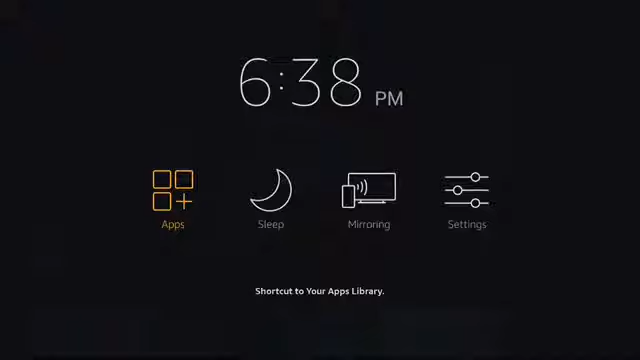 6:38 PM
Apps Sleep Mirroring Settings
Shortcut to Your Apps Library.